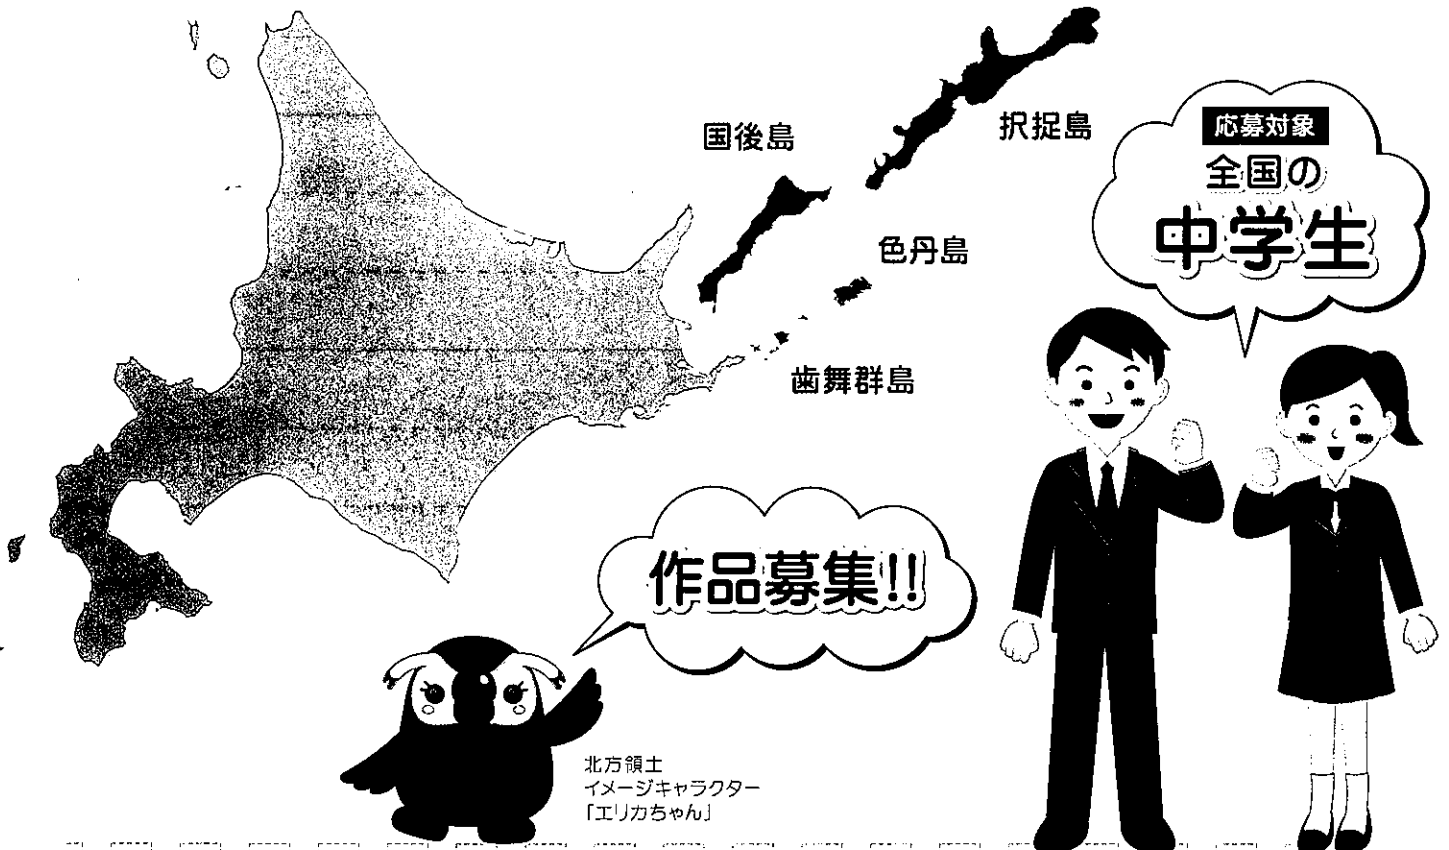 国後島
択捉島
色丹島
歯舞群島
応募対象
全国の
中学生
作品募集!!
北方領土
イメージキャラクター
「エリカちゃん」